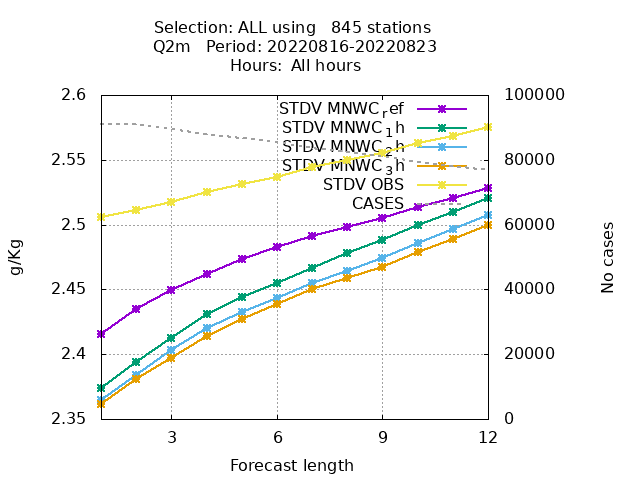 Selection: ALL using   845 stations
Q2m   Period: 20220816-20220823
Hours:  All hours
2.6
2.55
2.5
2.45
2.4
2.35
g/Kg
STDV MNWC_ref
STDV MNWC_1h
STDV MNWC_2h
STDV MNWC_3h
STDV OBS
CASES
100000
80000
60000
40000
20000
0
No cases
3
6
9
12
Forecast length